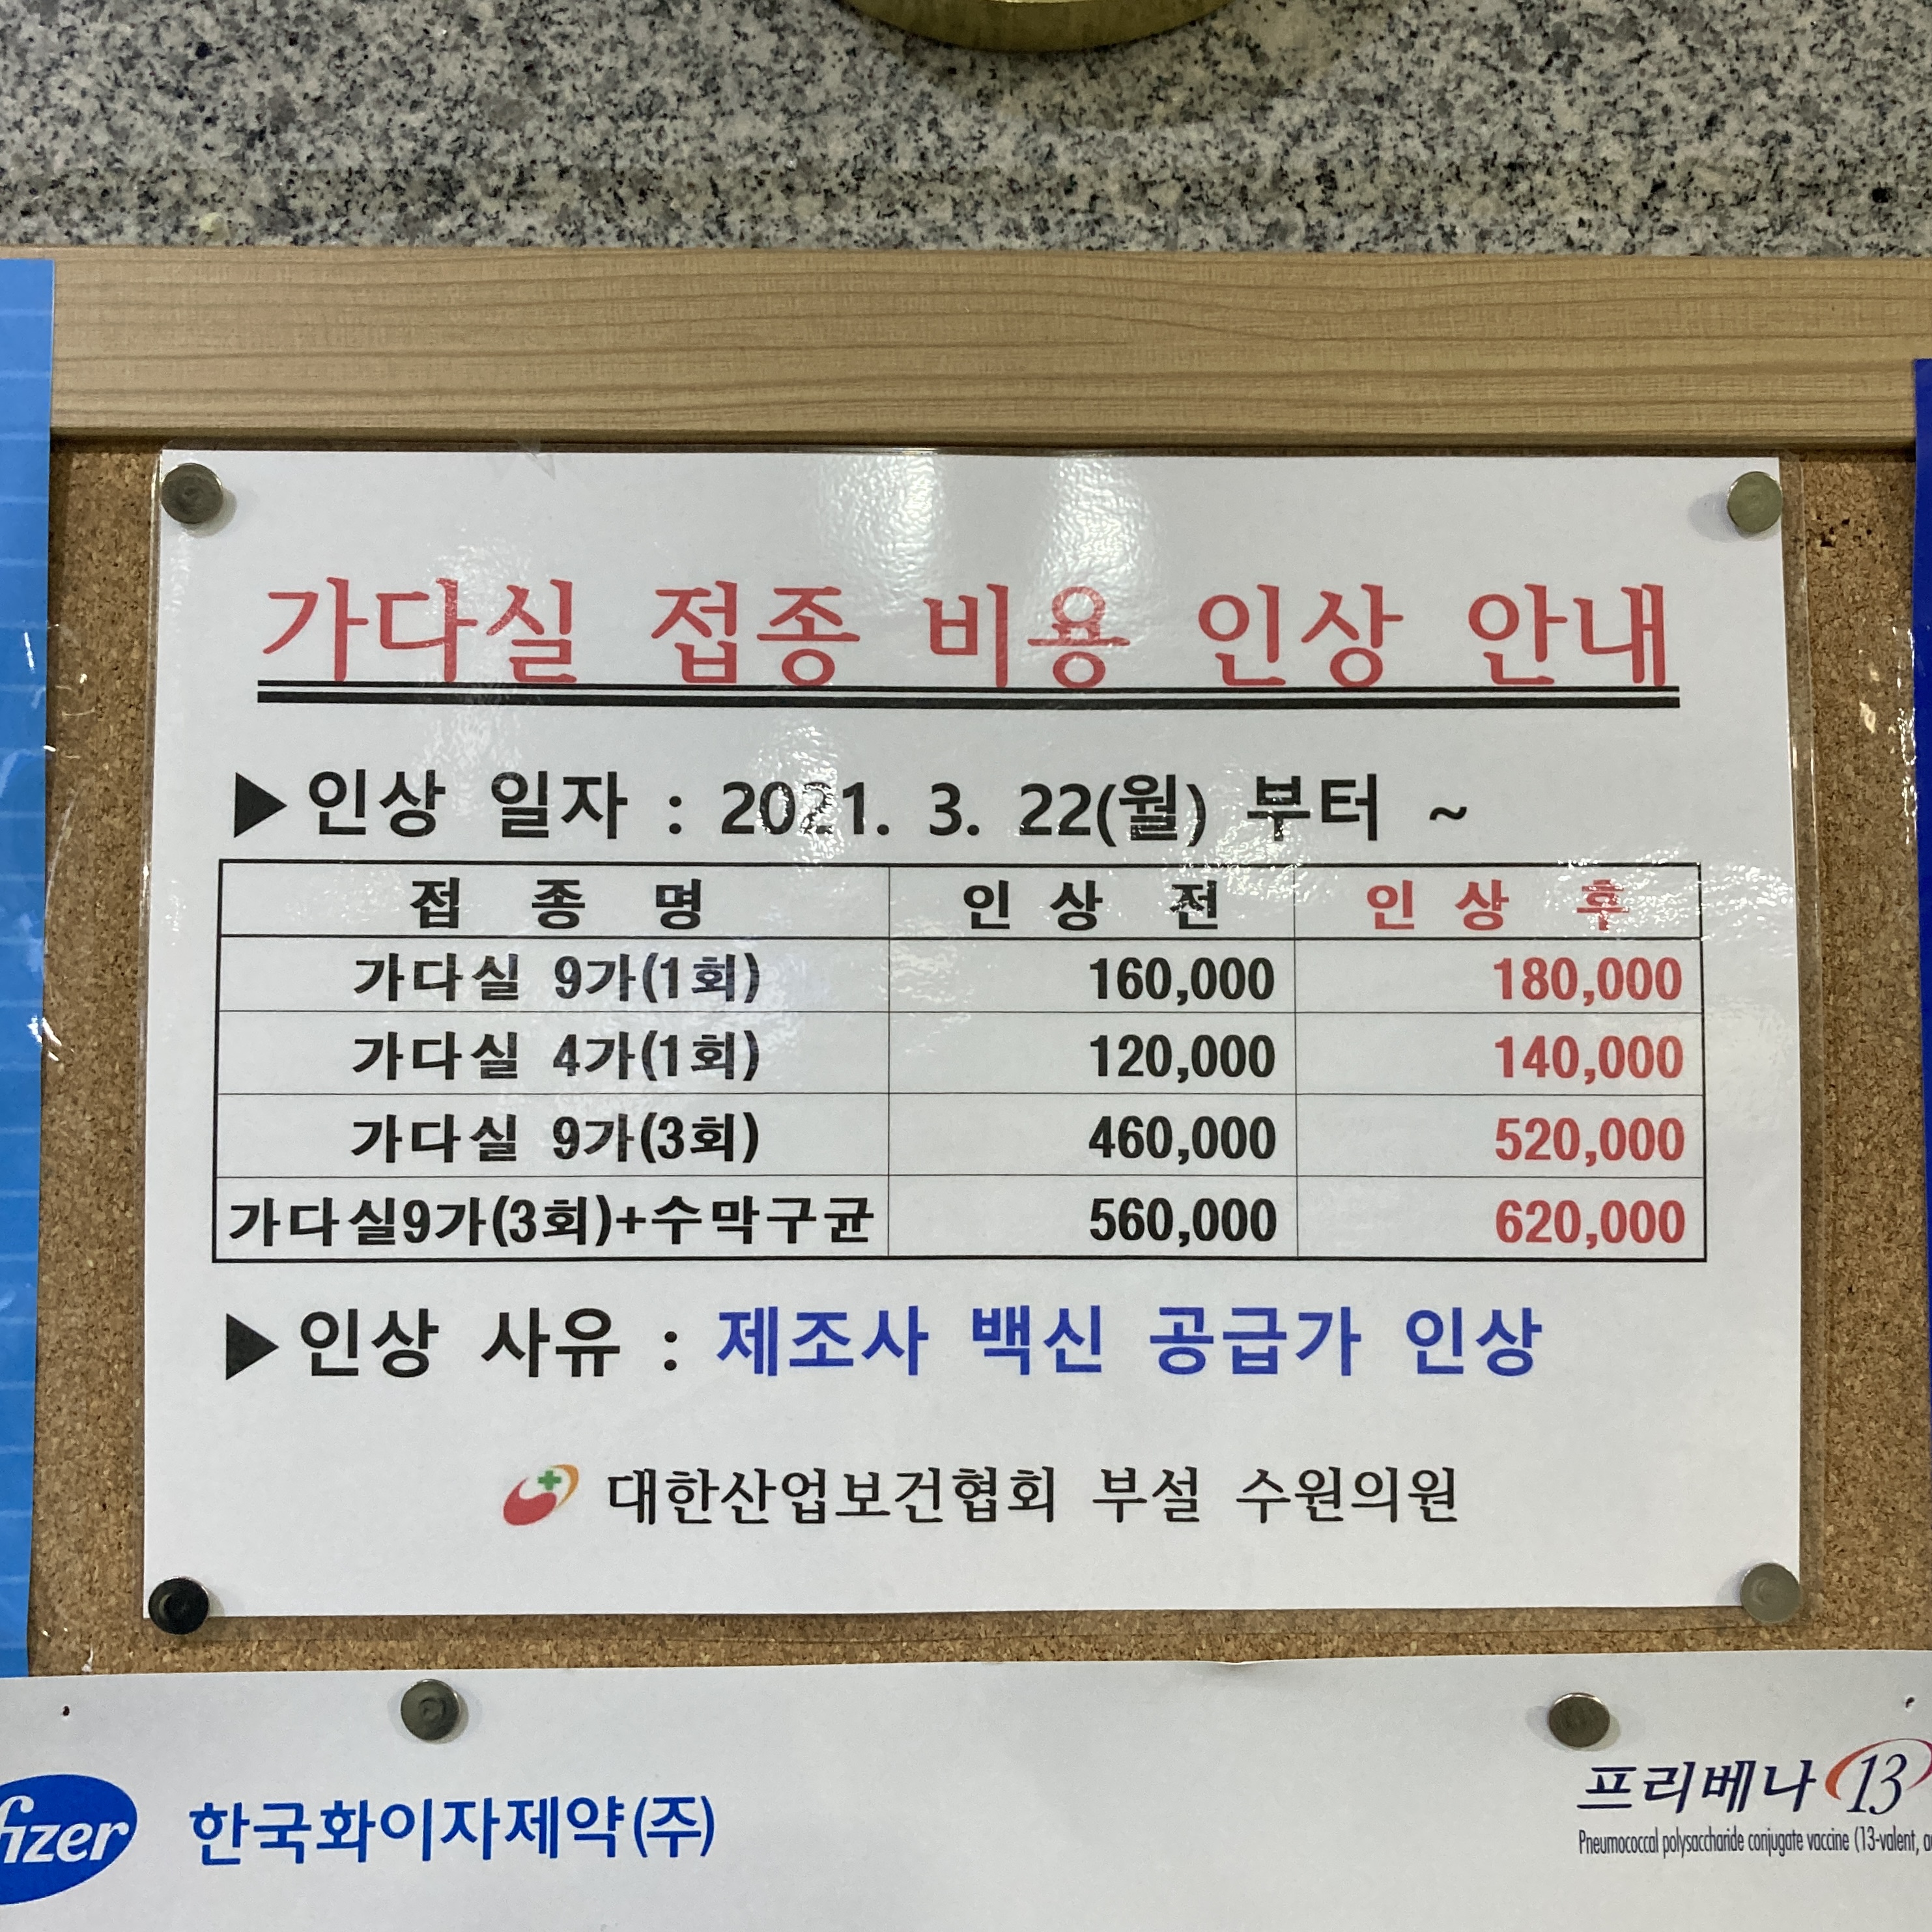 가다실 접종 비용 인상 안내
▶인상 일자 : 2021. 3. 22(월) 부터 ~
접 종 명 인 상 전 인 상 후
가다실 9가(1회) 160,000 180,000
가다실 4가(1회) 120,000 140,000
가다실 9가(3회) 460,000 520,000
가다실9가(3회)+수막구균 560,000 620,000
▶인상 사유 : 제조사 백신 공급가 인상
대한산업보건협회 부설 수원의원
fizer 한국화이자제약(주) 프리베나 13
Pneumococcal polysaccharide conjugate vaccine (13-valent,